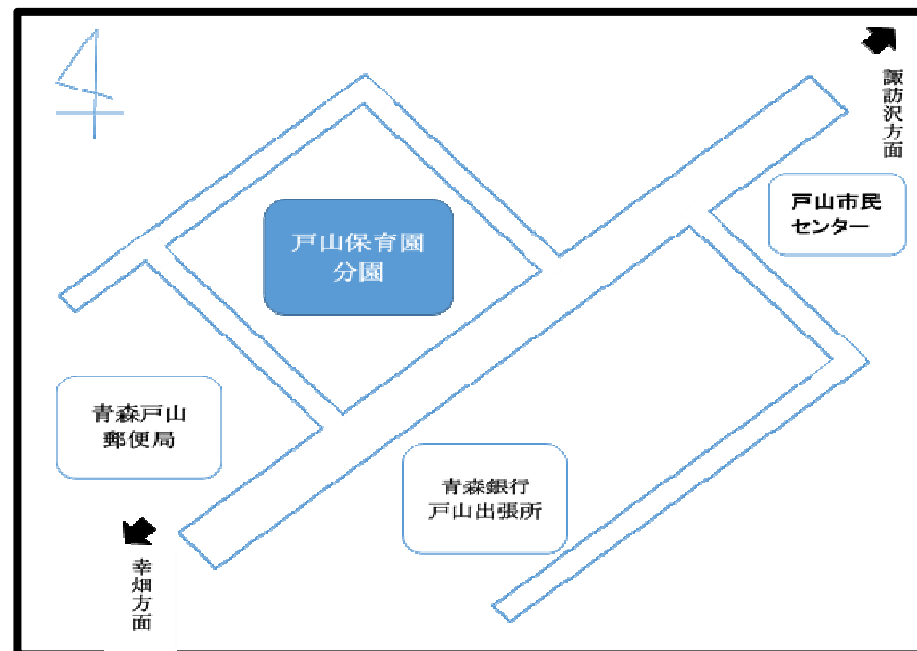 諏訪沢方面
戸山市民
センター
戸山保育園
分園
青森戸山
郵便局
青森銀行
戸山出張所
幸畑方面